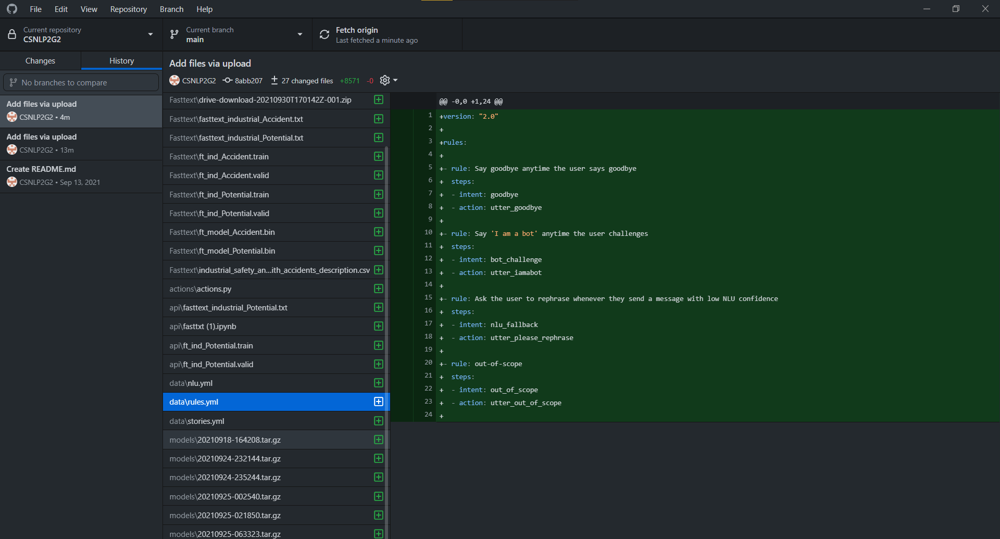 File Edit View Repository Branch Help
Current repository
CSNLP2G2
Current branch
main
Fetch origin
Last fetched a minute ago
Changes
History
No branches to compare
Add files via upload
CSNLP2G2 • 4m
Add files via upload
CSNLP2G2 • 13m
Create README.md
CSNLP2G2 • Sep 13, 2021
Add files via upload
CSNLP2G2 8abb207 27 changed files +8571 -0
Fasttext\drive-download-20210930T170142Z-001.zip
Fasttext\fasttext_industrial_Accident.txt
Fasttext\fasttext_industrial_Potential.txt
Fasttext\ft_ind_Accident.train
Fasttext\ft_ind_Accident.valid
Fasttext\ft_ind_Potential.train
Fasttext\ft_ind_Potential.valid
Fasttext\ft_model_Accident.bin
Fasttext\ft_model_Potential.bin
Fasttext\industrial_safety_an...ith_accidents_description.csv
actions\actions.py
api\fasttext_industrial_Potential.txt
api\fasttxt (1).ipynb
api\ft_ind_Potential.train
api\ft_ind_Potential.valid
data\nlu.yml
data\rules.yml
data\stories.yml
models\20210918-164208.tar.gz
models\20210924-232144.tar.gz
models\20210924-235244.tar.gz
models\20210925-002540.tar.gz
models\20210925-021850.tar.gz
models\20210925-063323.tar.gz
@@ -0,0 +1,24 @@
1 +version: "2.0"
2 +
3 +rules:
4 +
5 +- rule: Say goodbye anytime the user says goodbye
6 +  steps:
7 +  - intent: goodbye
8 +  - action: utter_goodbye
9 +
10 +- rule: Say 'I am a bot' anytime the user challenges
11 +  steps:
12 +  - intent: bot_challenge
13 +  - action: utter_iamabot
14 +
15 +- rule: Ask the user to rephrase whenever they send a message with low NLU confidence
16 +  steps:
17 +  - intent: nlu_fallback
18 +  - action: utter_please_rephrase
19 +
20 +- rule: out-of-scope
21 +  steps:
22 +  - intent: out_of_scope
23 +  - action: utter_out_of_scope
24 +